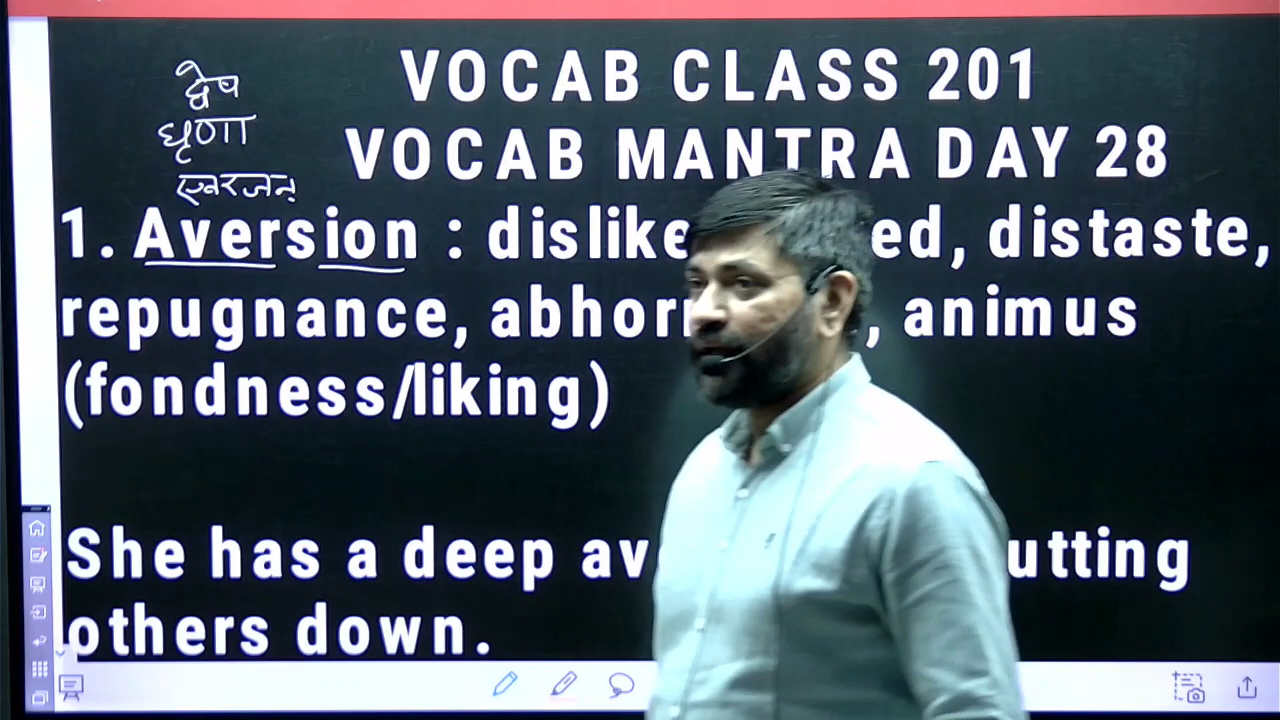 द्वेष
घृणा
एवरजन
VOCAB CLASS 201
VOCAB MANTRA DAY 28
1. Aversion : dislike ed, distaste,
repugnance, abhorr , animus
(fondness/liking)
She has a deep av utting
others down.